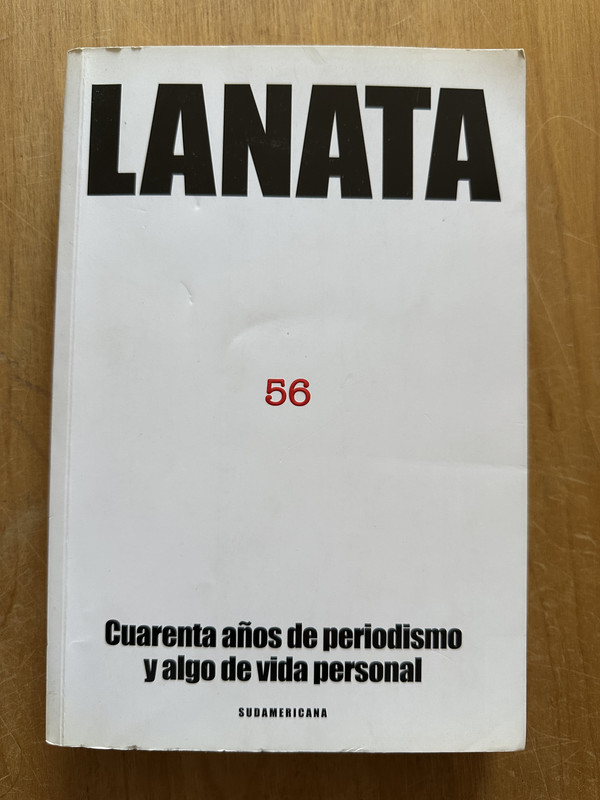 LANATA
56
Cuarenta años de periodismo
y algo de vida personal
SUDAMERICANA